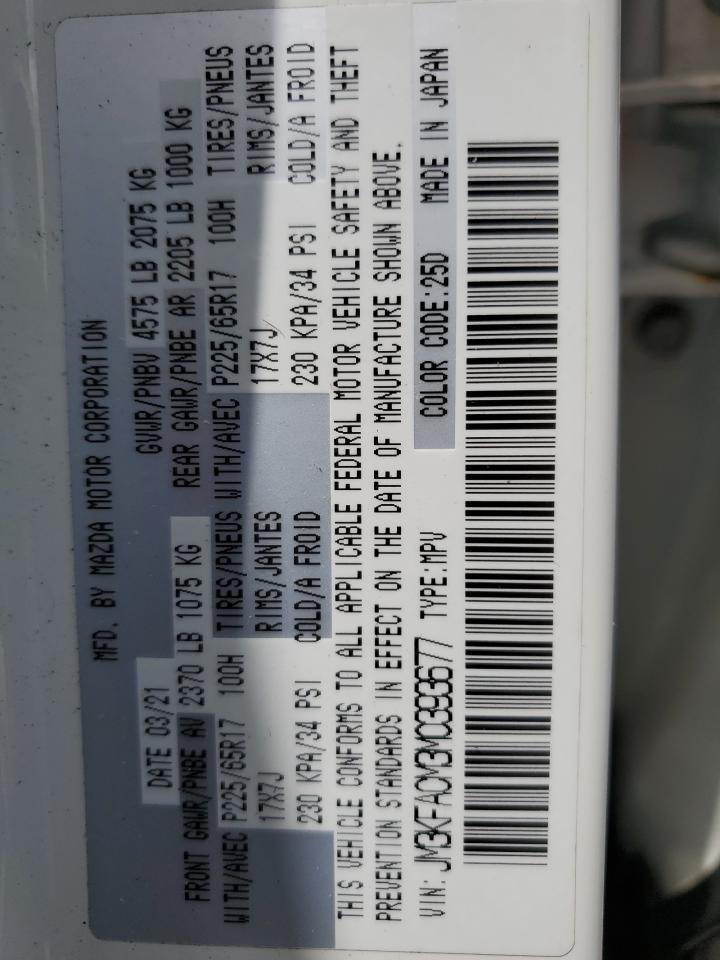 MFD. BY MAZDA MOTOR CORPORATION
DATE 03/21 GVWR/PNBV 4575 LB 2075 KG
FRONT GAWR/PNBE AV 2370 LB 1075 KG REAR GAWR/PNBE AR 2205 LB 1000 KG
WITH/AVEC P225/65R17 100H TIRES/PNEUS WITH/AVEC P225/65R17 100H TIRES/PNEUS
17X7J RIMS/JANTES 17X7J RIMS/JANTES
230 KPA/34 PSI COLD/A FROID 230 KPA/34 PSI COLD/A FROID
THIS VEHICLE CONFORMS TO ALL APPLICABLE FEDERAL MOTOR VEHICLE SAFETY AND THEFT
PREVENTION STANDARDS IN EFFECT ON THE DATE OF MANUFACTURE SHOWN ABOVE.
VIN: JM3KFACM3M0393677 TYPE:MPV COLOR CODE:25D MADE IN JAPAN